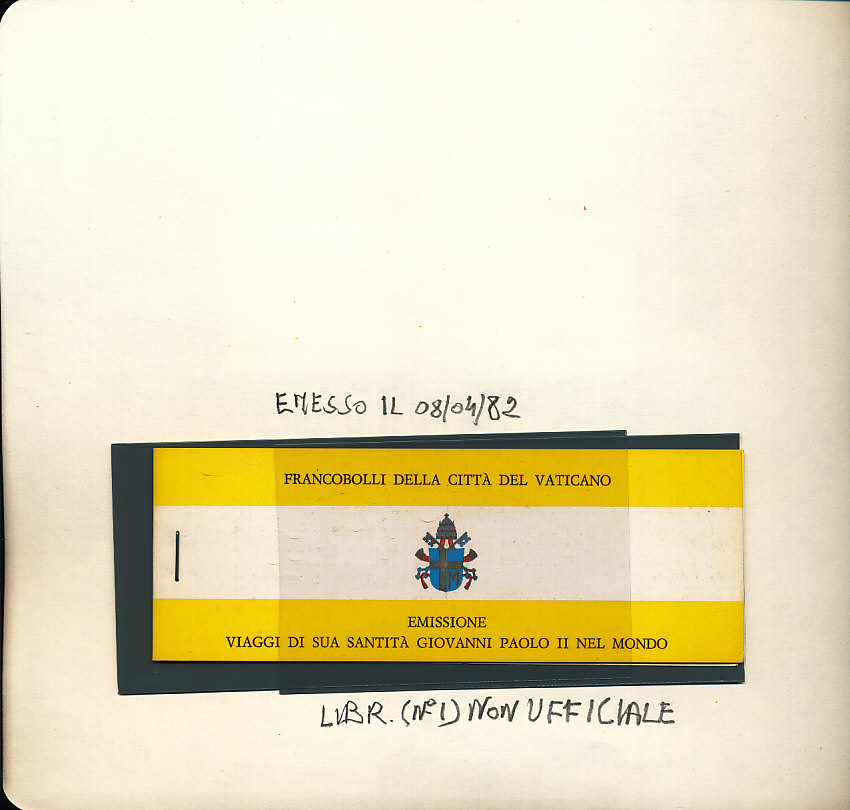 EMESSO IL 08/04/82
FRANCOBOLLI DELLA CITTÀ DEL VATICANO
M
EMISSIONE
VIAGGI DI SUA SANTITÀ GIOVANNI PAOLO II NEL MONDO
LIBR. (N° 1) NON UFFICIALE